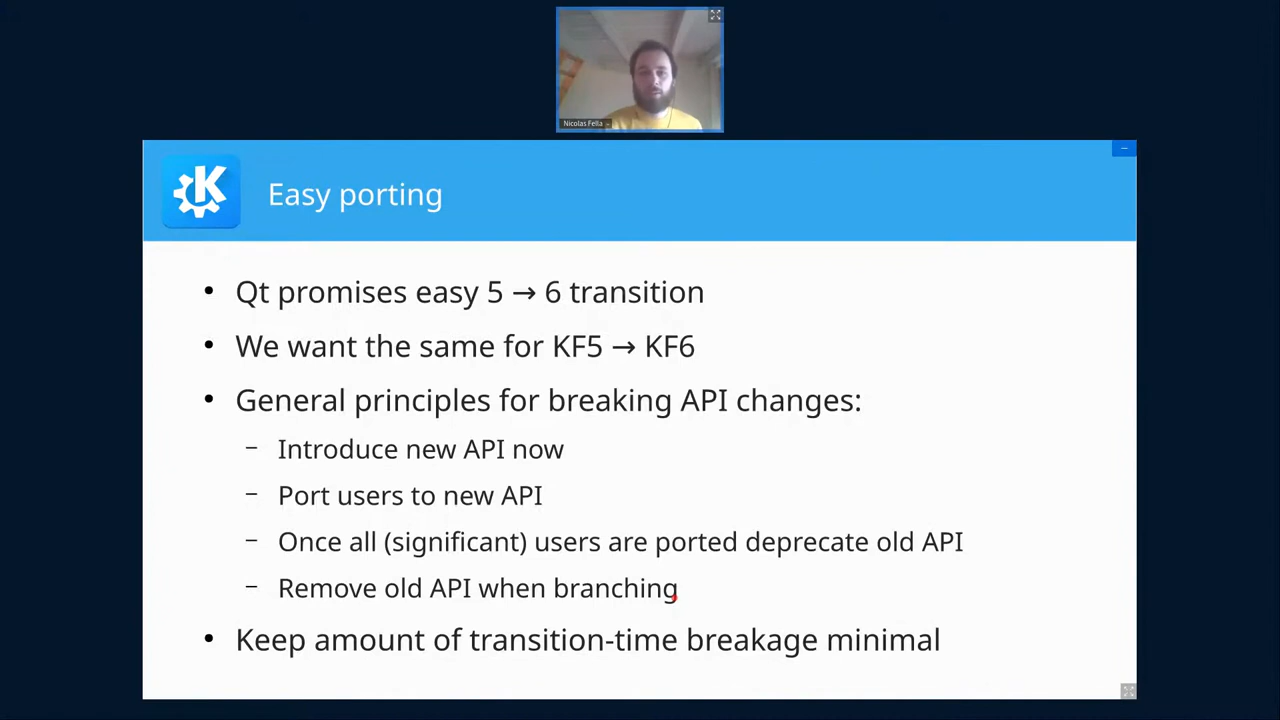 Nicolas Fella
Easy porting
• Qt promises easy 5 → 6 transition
• We want the same for KF5 → KF6
• General principles for breaking API changes:
– Introduce new API now
– Port users to new API
– Once all (significant) users are ported deprecate old API
– Remove old API when branching
• Keep amount of transition-time breakage minimal